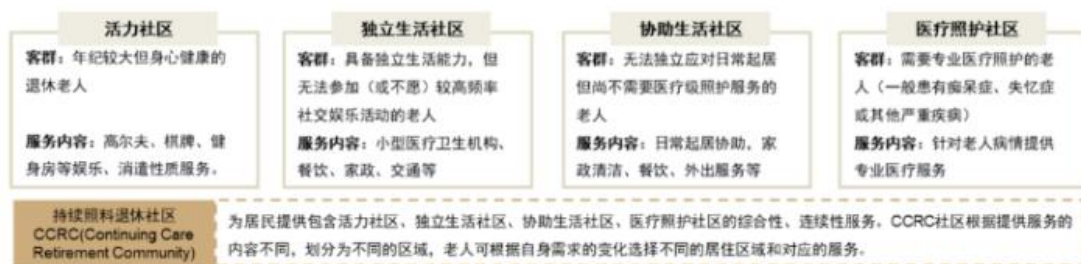 活力社区
客群：年纪较大但身心健康的
退休老人
服务内容：高尔夫、棋牌、健
身房等娱乐、消遣性质服务。
独立生活社区
客群：具备独立生活能力，但
无法参加（或不愿）较高频率
社交娱乐活动的老人
服务内容：小型医疗卫生机构、
餐饮、家政、交通等
协助生活社区
客群：无法独立应对日常起居
但尚不需要医疗级照护服务的
老人
服务内容：日常起居协助，家
政清洁、餐饮、外出服务等
医疗照护社区
客群：需要专业医疗照护的老
人（一般患有痴呆症、失忆症
或其他严重疾病）
服务内容：针对老人病情提供
专业医疗服务
持续照料退休社区
CCRC(Continuing Care
Retirement Community)
为居民提供包含活力社区、独立生活社区、协助生活社区、医疗照护社区的综合性、连续性服务。CCRC社区根据提供服务的
内容不同，划分为不同的区域，老人可根据自身需求的变化选择不同的居住区域和对应的服务。